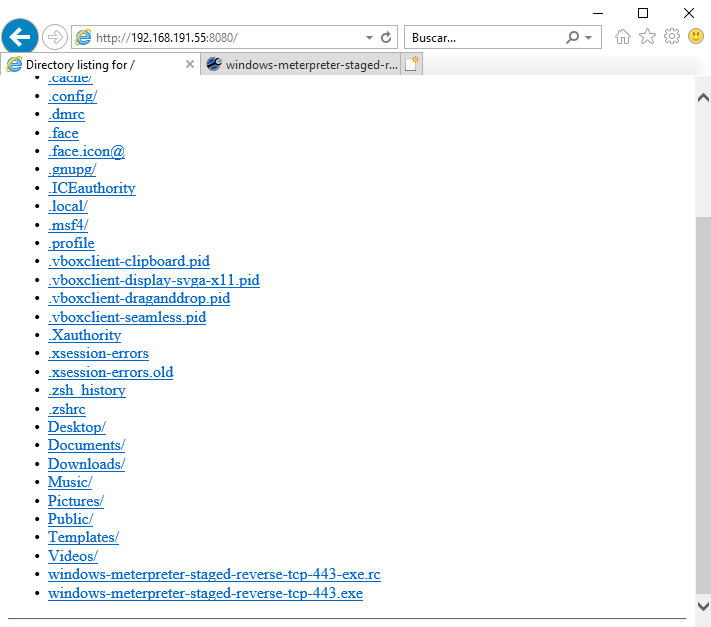 http://192.168.191.55:8080/
Buscar...
Directory listing for /
windows-meterpreter-staged-r...
.cache/
.config/
.dmrc
.face
.face.icon@
.gnupg/
.ICEauthority
.local/
.msf4/
.profile
.vboxclient-clipboard.pid
.vboxclient-display-svga-x11.pid
.vboxclient-draganddrop.pid
.vboxclient-seamless.pid
.Xauthority
.xsession-errors
.xsession-errors.old
.zsh_history
.zshrc
Desktop/
Documents/
Downloads/
Music/
Pictures/
Public/
Templates/
Videos/
windows-meterpreter-staged-reverse-tcp-443-exe.rc
windows-meterpreter-staged-reverse-tcp-443.exe